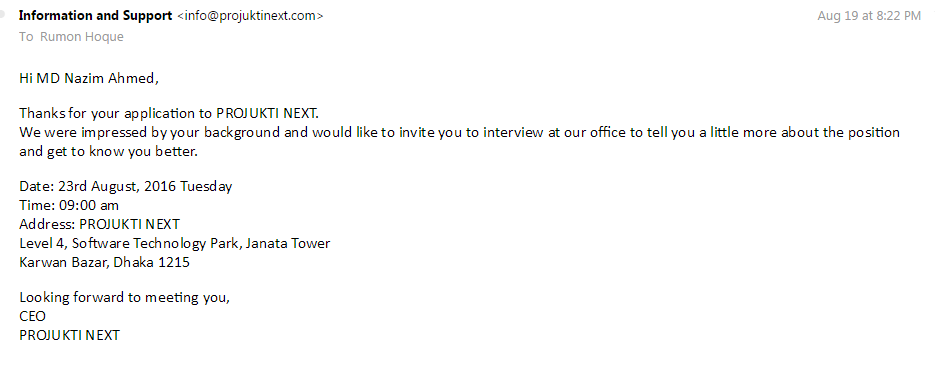 Information and Support <info@projuktinext.com>
Aug 19 at 8:22 PM
To Rumon Hoque
Hi MD Nazim Ahmed,
Thanks for your application to PROJUKTI NEXT.
We were impressed by your background and would like to invite you to interview at our office to tell you a little more about the position
and get to know you better.
Date: 23rd August, 2016 Tuesday
Time: 09:00 am
Address: PROJUKTI NEXT
Level 4, Software Technology Park, Janata Tower
Karwan Bazar, Dhaka 1215
Looking forward to meeting you,
CEO
PROJUKTI NEXT